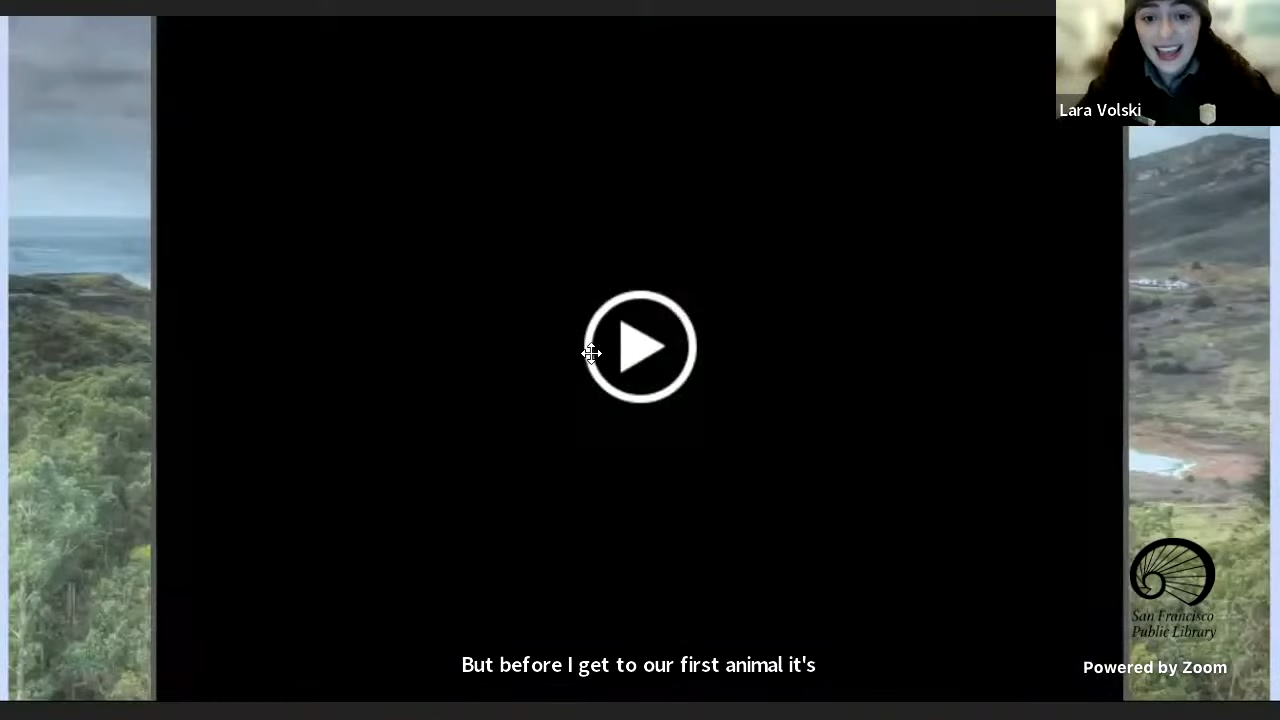 Lara Volski
San Francisco
Public Library
But before I get to our first animal it's
Powered by Zoom